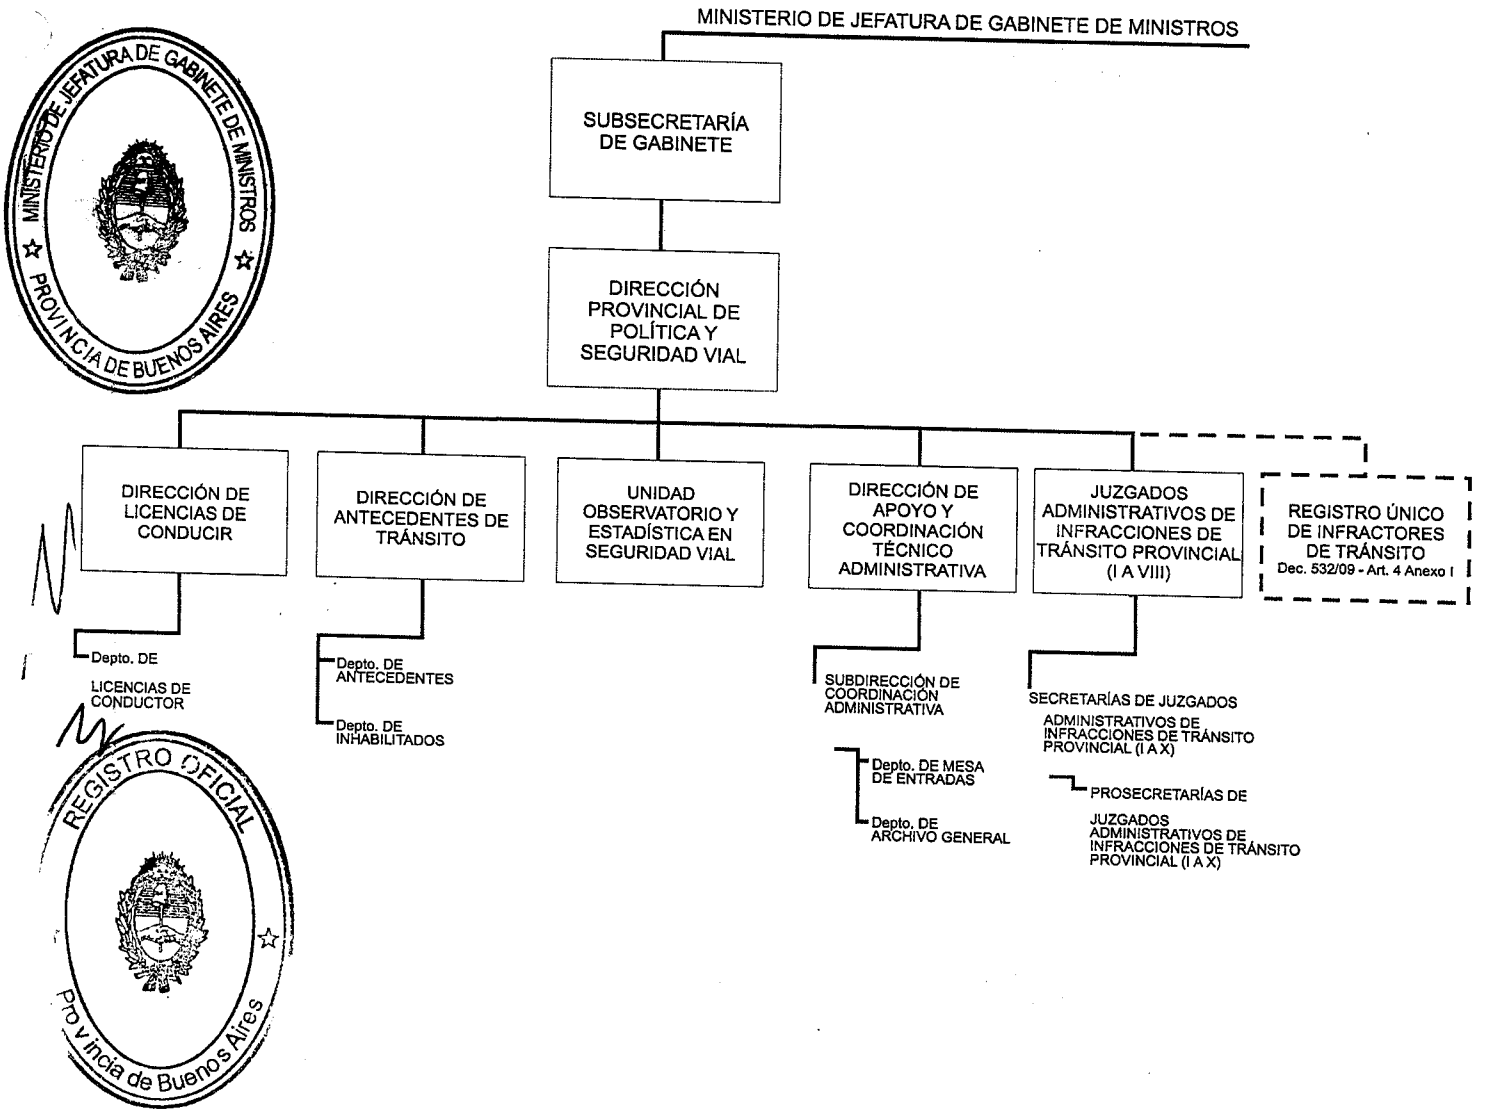 MINISTERIO DE JEFATURA DE GABINETE DE MINISTROS
MINISTERIO DE JEFATURA DE GABINETE DE MINISTROS
PROVINCIA DE BUENOS AIRES
SUBSECRETARÍA
DE GABINETE
DIRECCIÓN
PROVINCIAL DE
POLÍTICA Y
SEGURIDAD VIAL
DIRECCIÓN DE
LICENCIAS DE
CONDUCIR
DIRECCIÓN DE
ANTECEDENTES DE
TRÁNSITO
UNIDAD
OBSERVATORIO Y
ESTADÍSTICA EN
SEGURIDAD VIAL
DIRECCIÓN DE
APOYO Y
COORDINACIÓN
TÉCNICO
ADMINISTRATIVA
JUZGADOS
ADMINISTRATIVOS DE
INFRACCIONES DE
TRÁNSITO PROVINCIAL
(I A VIII)
REGISTRO ÚNICO
DE INFRACTORES
DE TRÁNSITO
Dec. 532/09 - Art. 4 Anexo I
Depto. DE
LICENCIAS DE
CONDUCTOR
Depto. DE
ANTECEDENTES
Depto. DE
INHABILITADOS
SUBDIRECCIÓN DE
COORDINACIÓN
ADMINISTRATIVA
Depto. DE MESA
DE ENTRADAS
Depto. DE
ARCHIVO GENERAL
SECRETARÍAS DE JUZGADOS
ADMINISTRATIVOS DE
INFRACCIONES DE TRÁNSITO
PROVINCIAL (I A X)
PROSECRETARÍAS DE
JUZGADOS
ADMINISTRATIVOS DE
INFRACCIONES DE TRÁNSITO
PROVINCIAL (I A X)
REGISTRO OFICIAL
Provincia de Buenos Aires